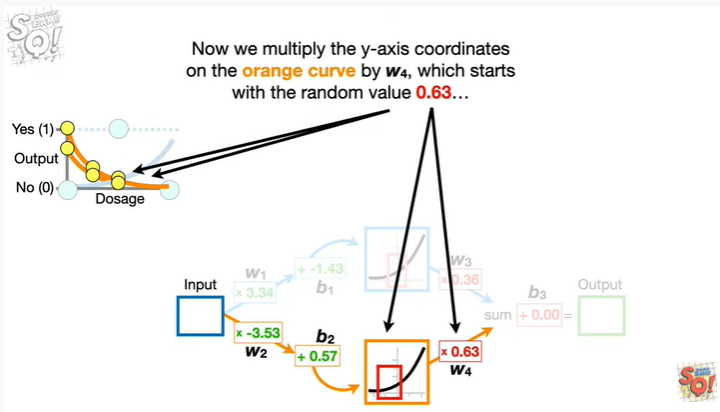 Now we multiply the y-axis coordinates
on the orange curve by w₄, which starts
with the random value 0.63…
Yes (1)
Output
No (0)
Dosage
Input
w₁
x 3.34
+ -1.43
b₁
w₃
x 0.36
b₃
Output
sum + 0.00 =
x -3.53
w₂
b₂
+ 0.57
x 0.63
w₄